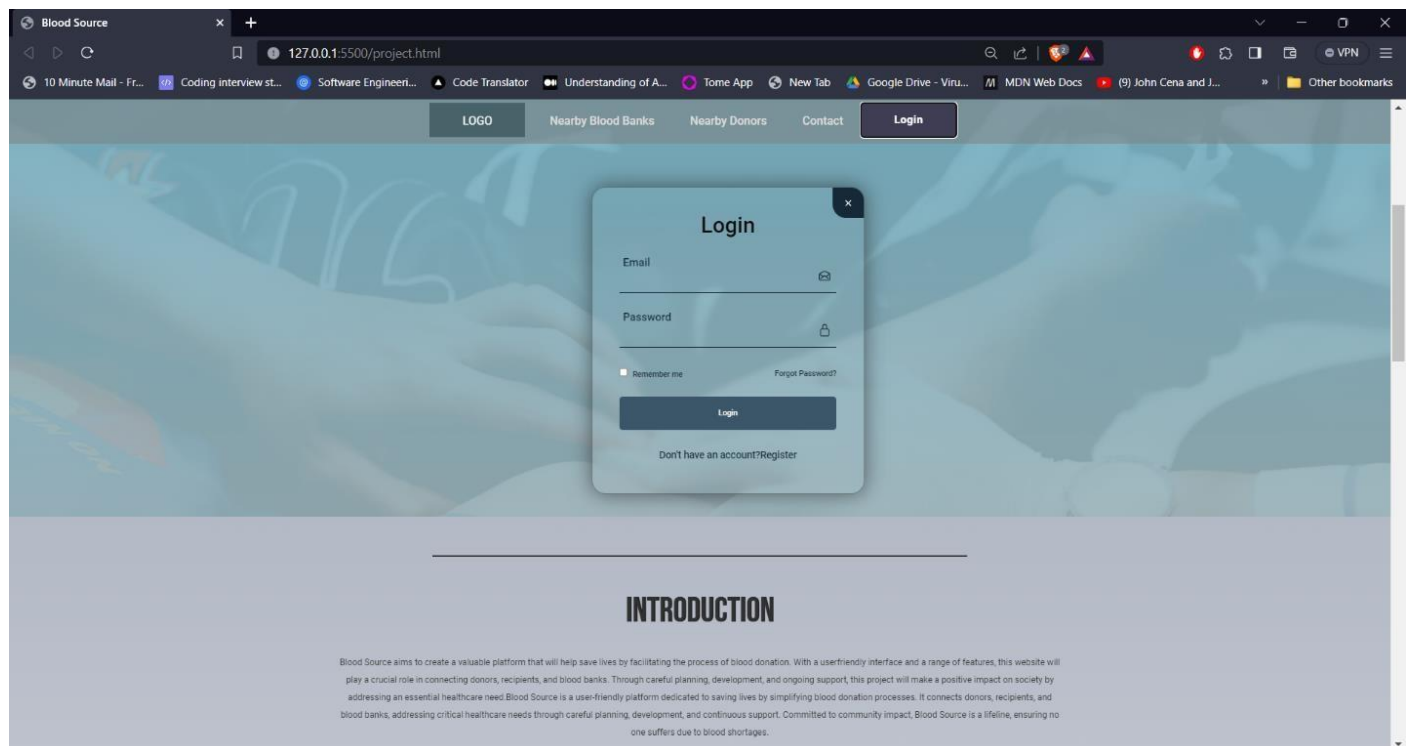 Blood Source
127.0.0.1:5500/project.html
VPN
10 Minute Mail - Fr...
Coding interview st...
Software Engineeri...
Code Translator
Understanding of A...
Tome App
New Tab
Google Drive - Viru...
MDN Web Docs
(9) John Cena and J...
»
Other bookmarks
LOGO
Nearby Blood Banks
Nearby Donors
Contact
Login
Login
Email
Password
Remember me
Forgot Password?
Login
Don't have an account?Register
INTRODUCTION
Blood Source aims to create a valuable platform that will help save lives by facilitating the process of blood donation. With a userfriendly interface and a range of features, this website will
play a crucial role in connecting donors, recipients, and blood banks. Through careful planning, development, and ongoing support, this project will make a positive impact on society by
addressing an essential healthcare need.Blood Source is a user-friendly platform dedicated to saving lives by simplifying blood donation processes. It connects donors, recipients, and
blood banks, addressing critical healthcare needs through careful planning, development, and continuous support. Committed to community impact, Blood Source is a lifeline, ensuring no
one suffers due to blood shortages.